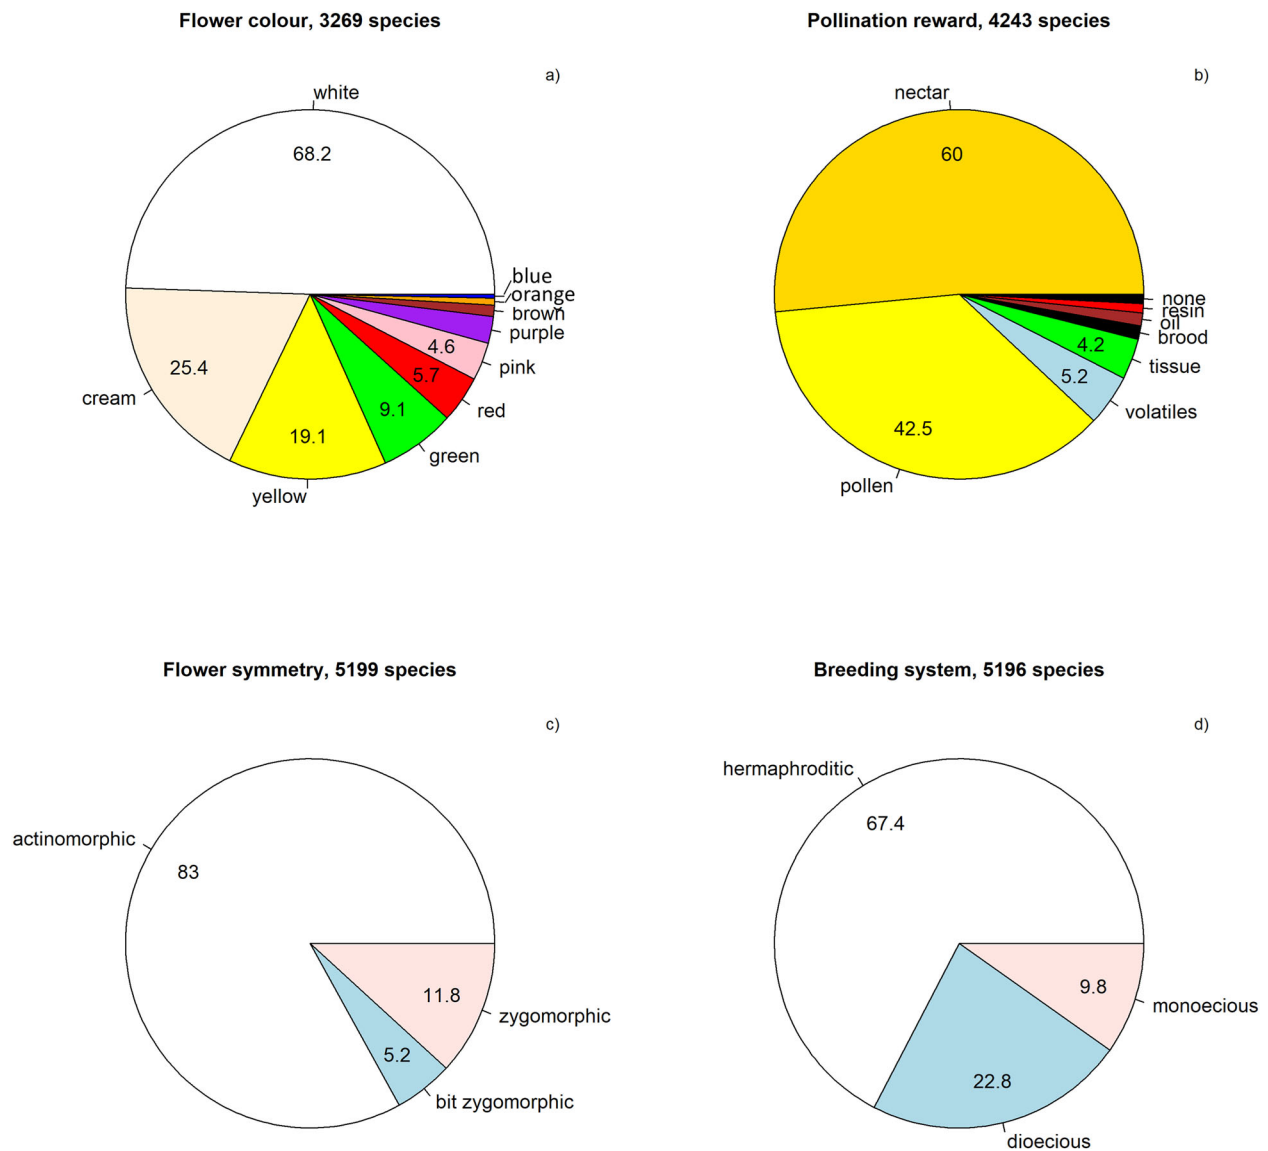 Flower colour, 3269 species
a)
white
68.2
blue
orange
brown
purple
4.6
pink
5.7
red
9.1
green
19.1
yellow
25.4
cream
Pollination reward, 4243 species
b)
nectar
60
none
resin
oil
brood
4.2
tissue
5.2
volatiles
42.5
pollen
Flower symmetry, 5199 species
c)
actinomorphic
83
11.8
zygomorphic
5.2
bit zygomorphic
Breeding system, 5196 species
d)
hermaphroditic
67.4
9.8
monoecious
22.8
dioecious